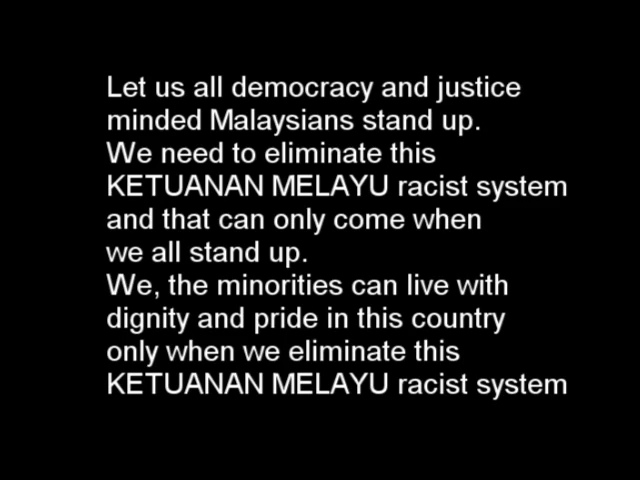 Let us all democracy and justice
minded Malaysians stand up.
We need to eliminate this
KETUANAN MELAYU racist system
and that can only come when
we all stand up.
We, the minorities can live with
dignity and pride in this country
only when we eliminate this
KETUANAN MELAYU racist system